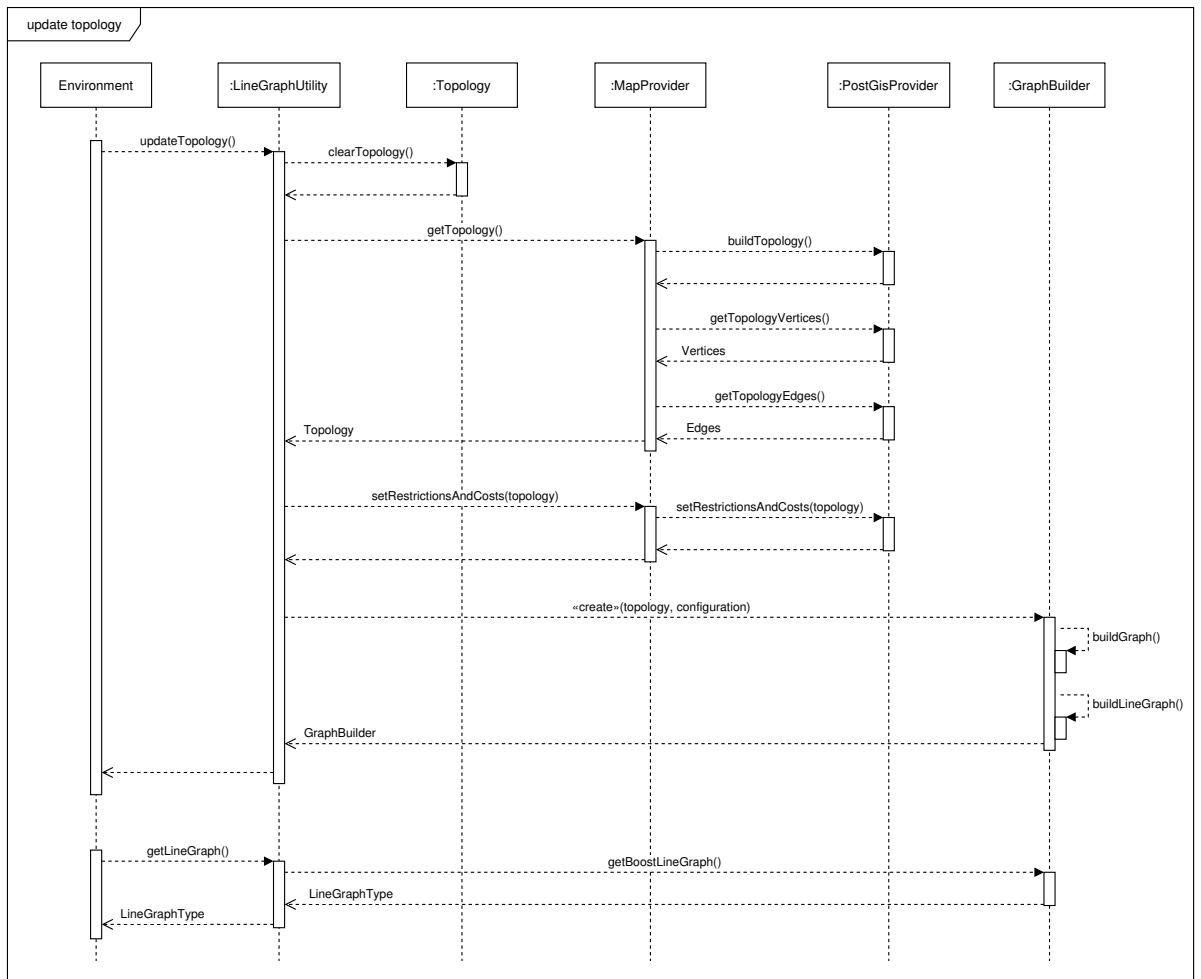 update topology
Environment
:LineGraphUtility
:Topology
:MapProvider
:PostGisProvider
:GraphBuilder
updateTopology()
clearTopology()
getTopology()
buildTopology()
getTopologyVertices()
Vertices
getTopologyEdges()
Edges
Topology
setRestrictionsAndCosts(topology)
setRestrictionsAndCosts(topology)
«create»(topology, configuration)
buildGraph()
buildLineGraph()
GraphBuilder
getLineGraph()
getBoostLineGraph()
LineGraphType
LineGraphType